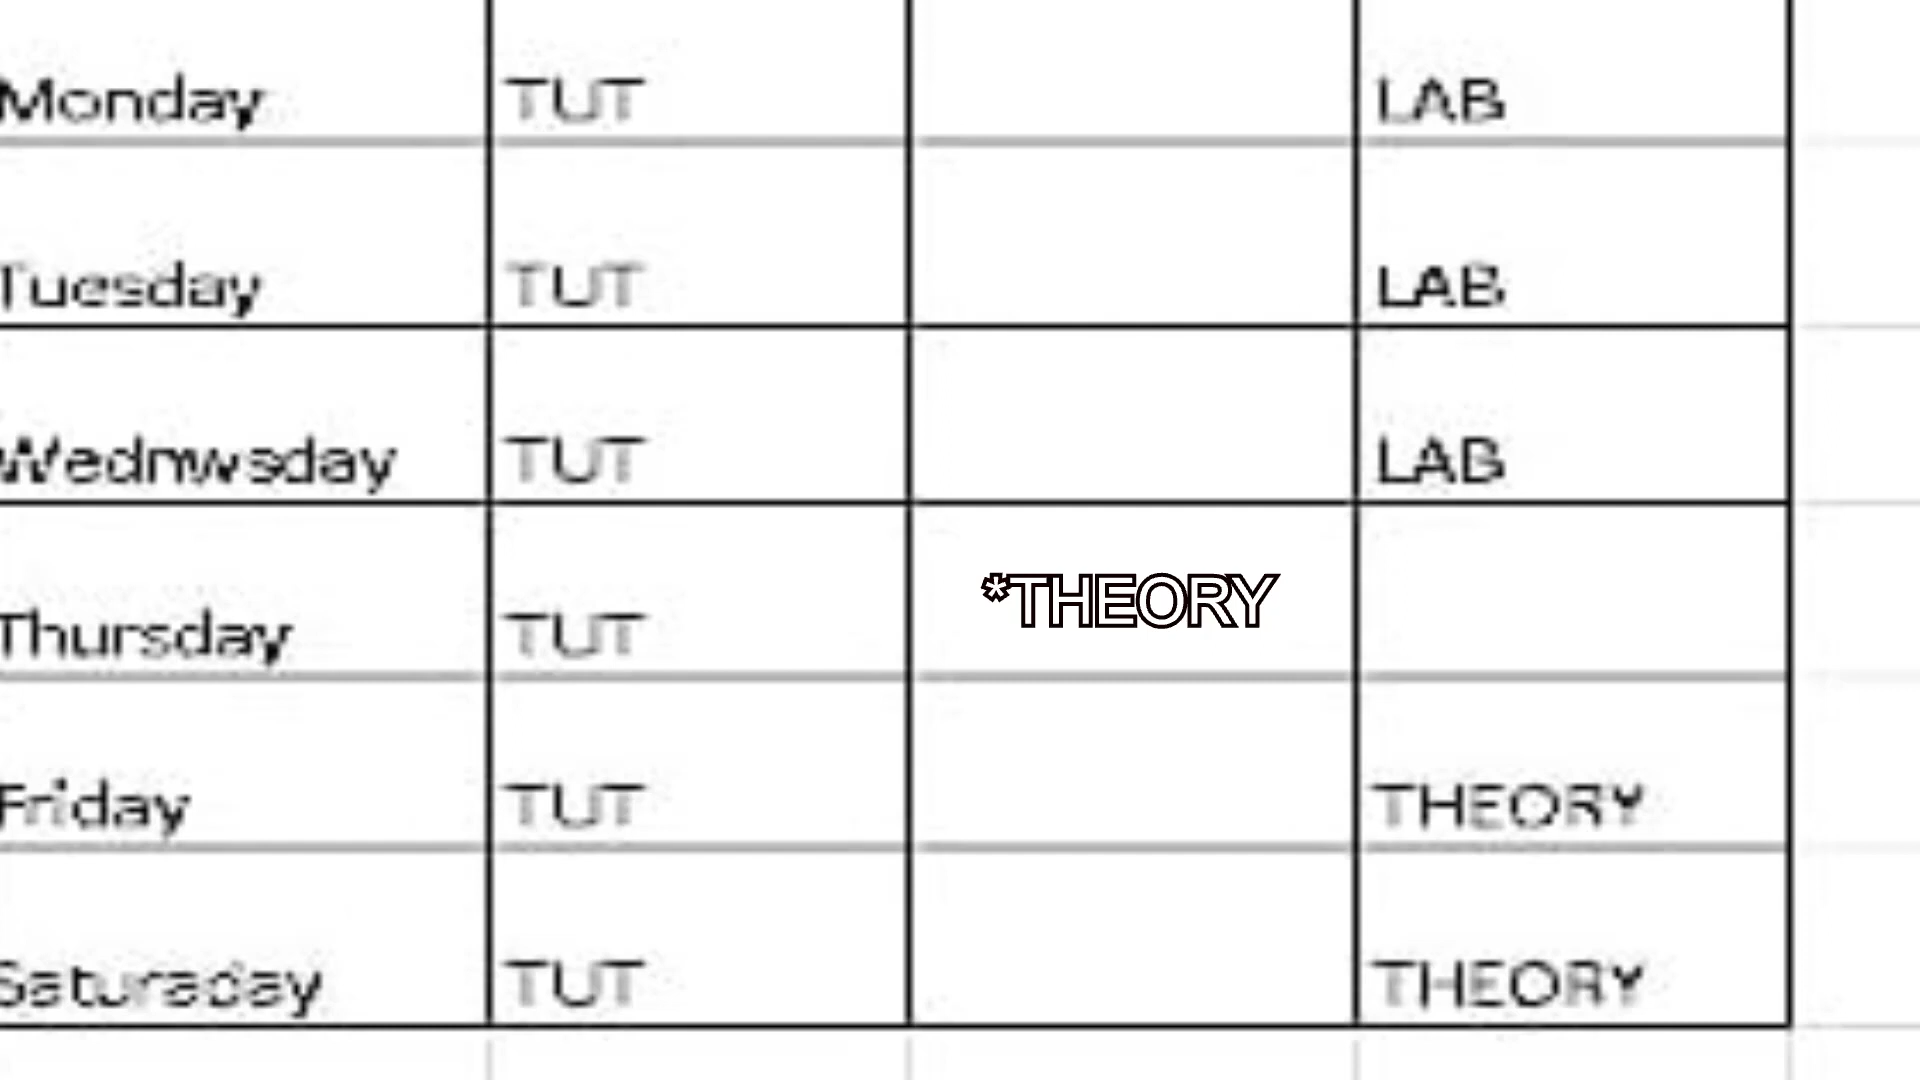 Monday TUT LAB
Tuesday TUT LAB
Wednwsday TUT LAB
Thursday TUT *THEORY
Friday TUT THEORY
Saturaday TUT THEORY